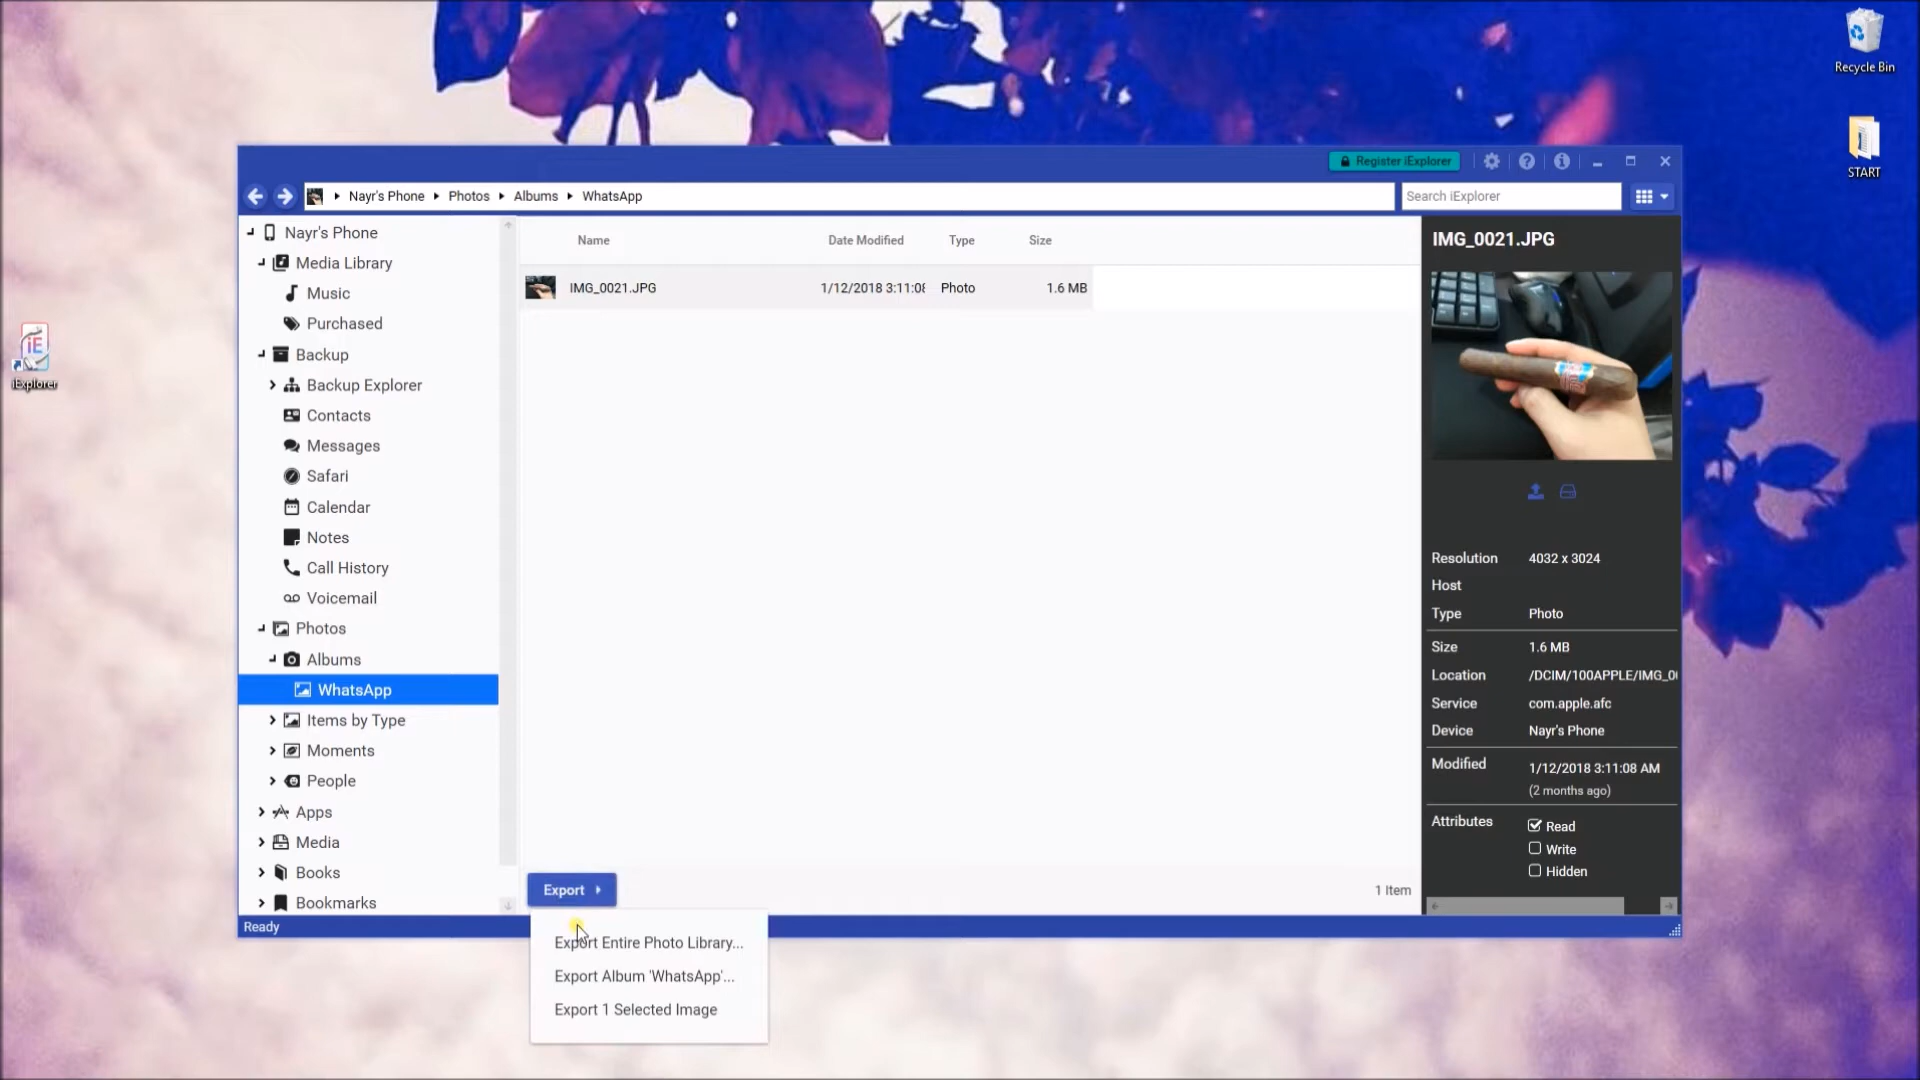 Recycle Bin
START
iExplorer
Register iExplorer
Nayr's Phone
Photos
Albums
WhatsApp
Search iExplorer
Nayr's Phone
Media Library
Music
Purchased
Backup
Backup Explorer
Contacts
Messages
Safari
Calendar
Notes
Call History
Voicemail
Photos
Albums
WhatsApp
Items by Type
Moments
People
Apps
Media
Books
Bookmarks
Ready
Name Date Modified Type Size
IMG_0021.JPG 1/12/2018 3:11:08 Photo 1.6 MB
Export
1 Item
Export Entire Photo Library...
Export Album 'WhatsApp'...
Export 1 Selected Image
IMG_0021.JPG
Resolution 4032 x 3024
Host
Type Photo
Size 1.6 MB
Location /DCIM/100APPLE/IMG_00
Service com.apple.afc
Device Nayr's Phone
Modified 1/12/2018 3:11:08 AM
(2 months ago)
Attributes Read
Write
Hidden